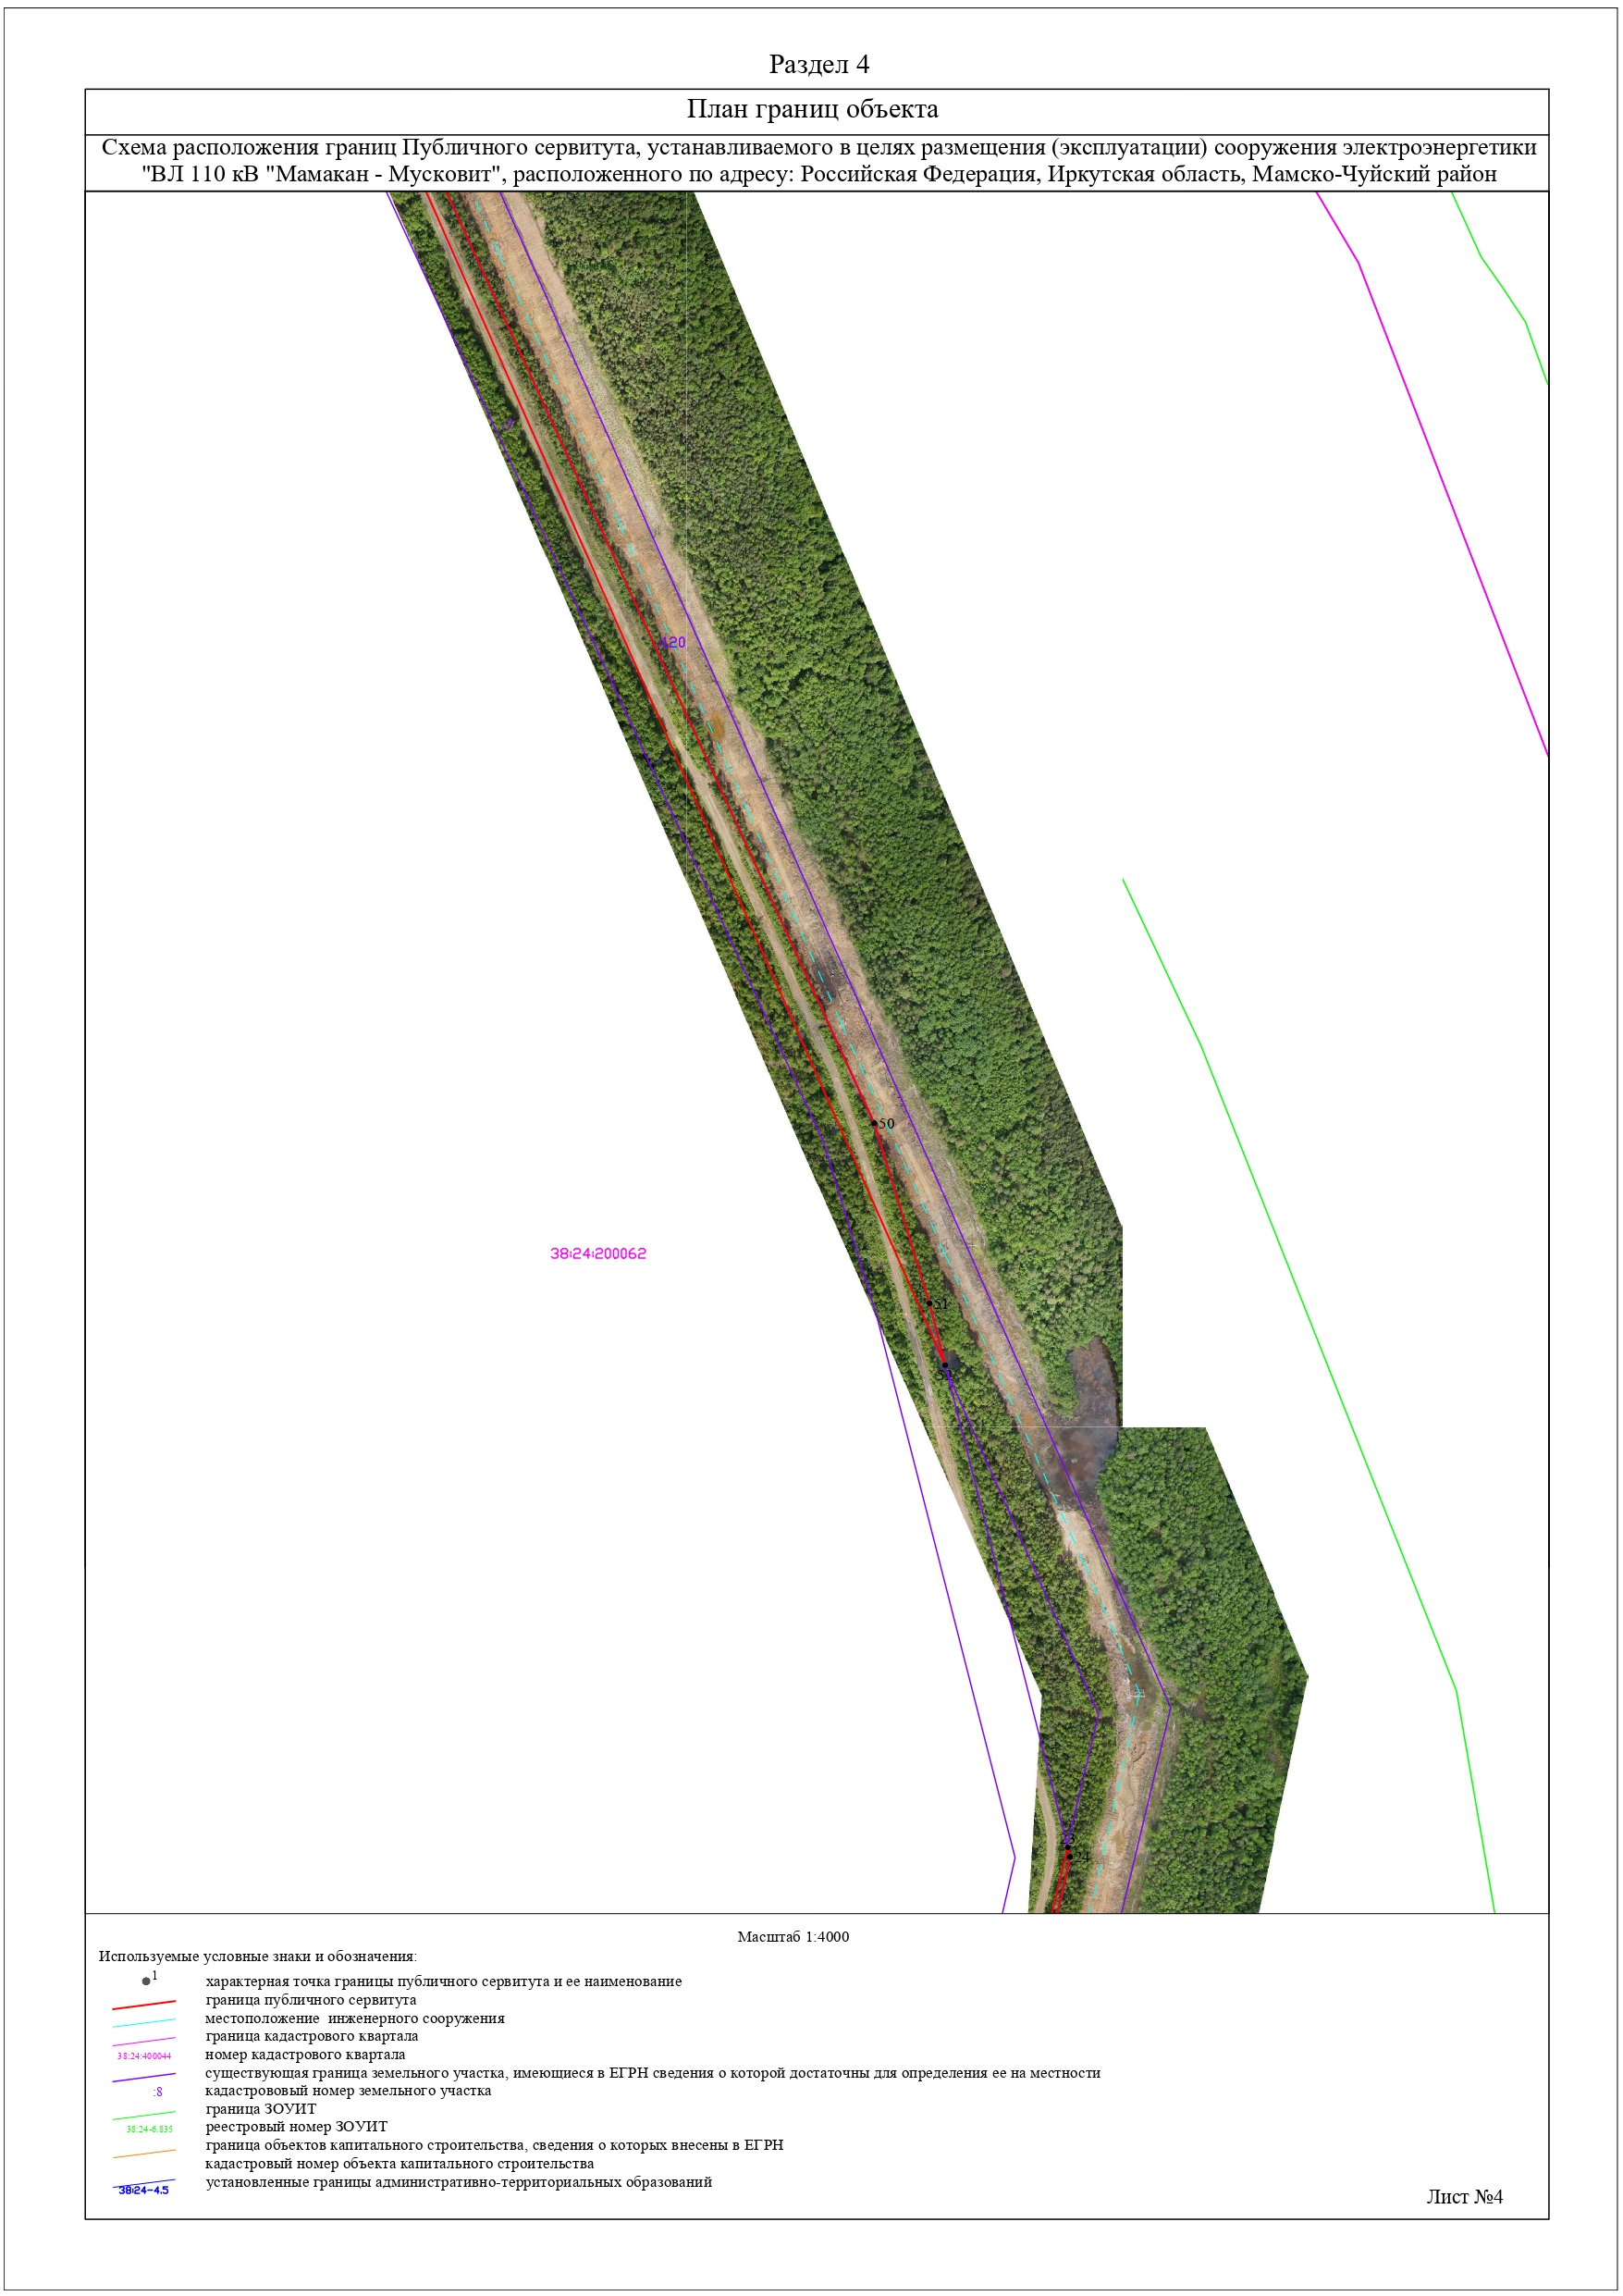 Раздел 4
План границ объекта
Схема расположения границ Публичного сервитута, устанавливаемого в целях размещения (эксплуатации) сооружения электроэнергетики
"ВЛ 110 кВ "Мамакан - Мусковит", расположенного по адресу: Российская Федерация, Иркутская область, Мамско-Чуйский район
:7
:120
50
38:24:200062
51
24
Масштаб 1:4000
Используемые условные знаки и обозначения:
1 характерная точка границы публичного сервитута и ее наименование
граница публичного сервитута
местоположение инженерного сооружения
граница кадастрового квартала
38:24:400044 номер кадастрового квартала
существующая граница земельного участка, имеющиеся в ЕГРН сведения о которой достаточны для определения ее на местности
:8 кадастрововый номер земельного участка
граница ЗОУИТ
38:24-6.835 реестровый номер ЗОУИТ
граница объектов капитального строительства, сведения о которых внесены в ЕГРН
кадастровый номер объекта капитального строительства
38:24-4.5 установленные границы административно-территориальных образований
Лист №4